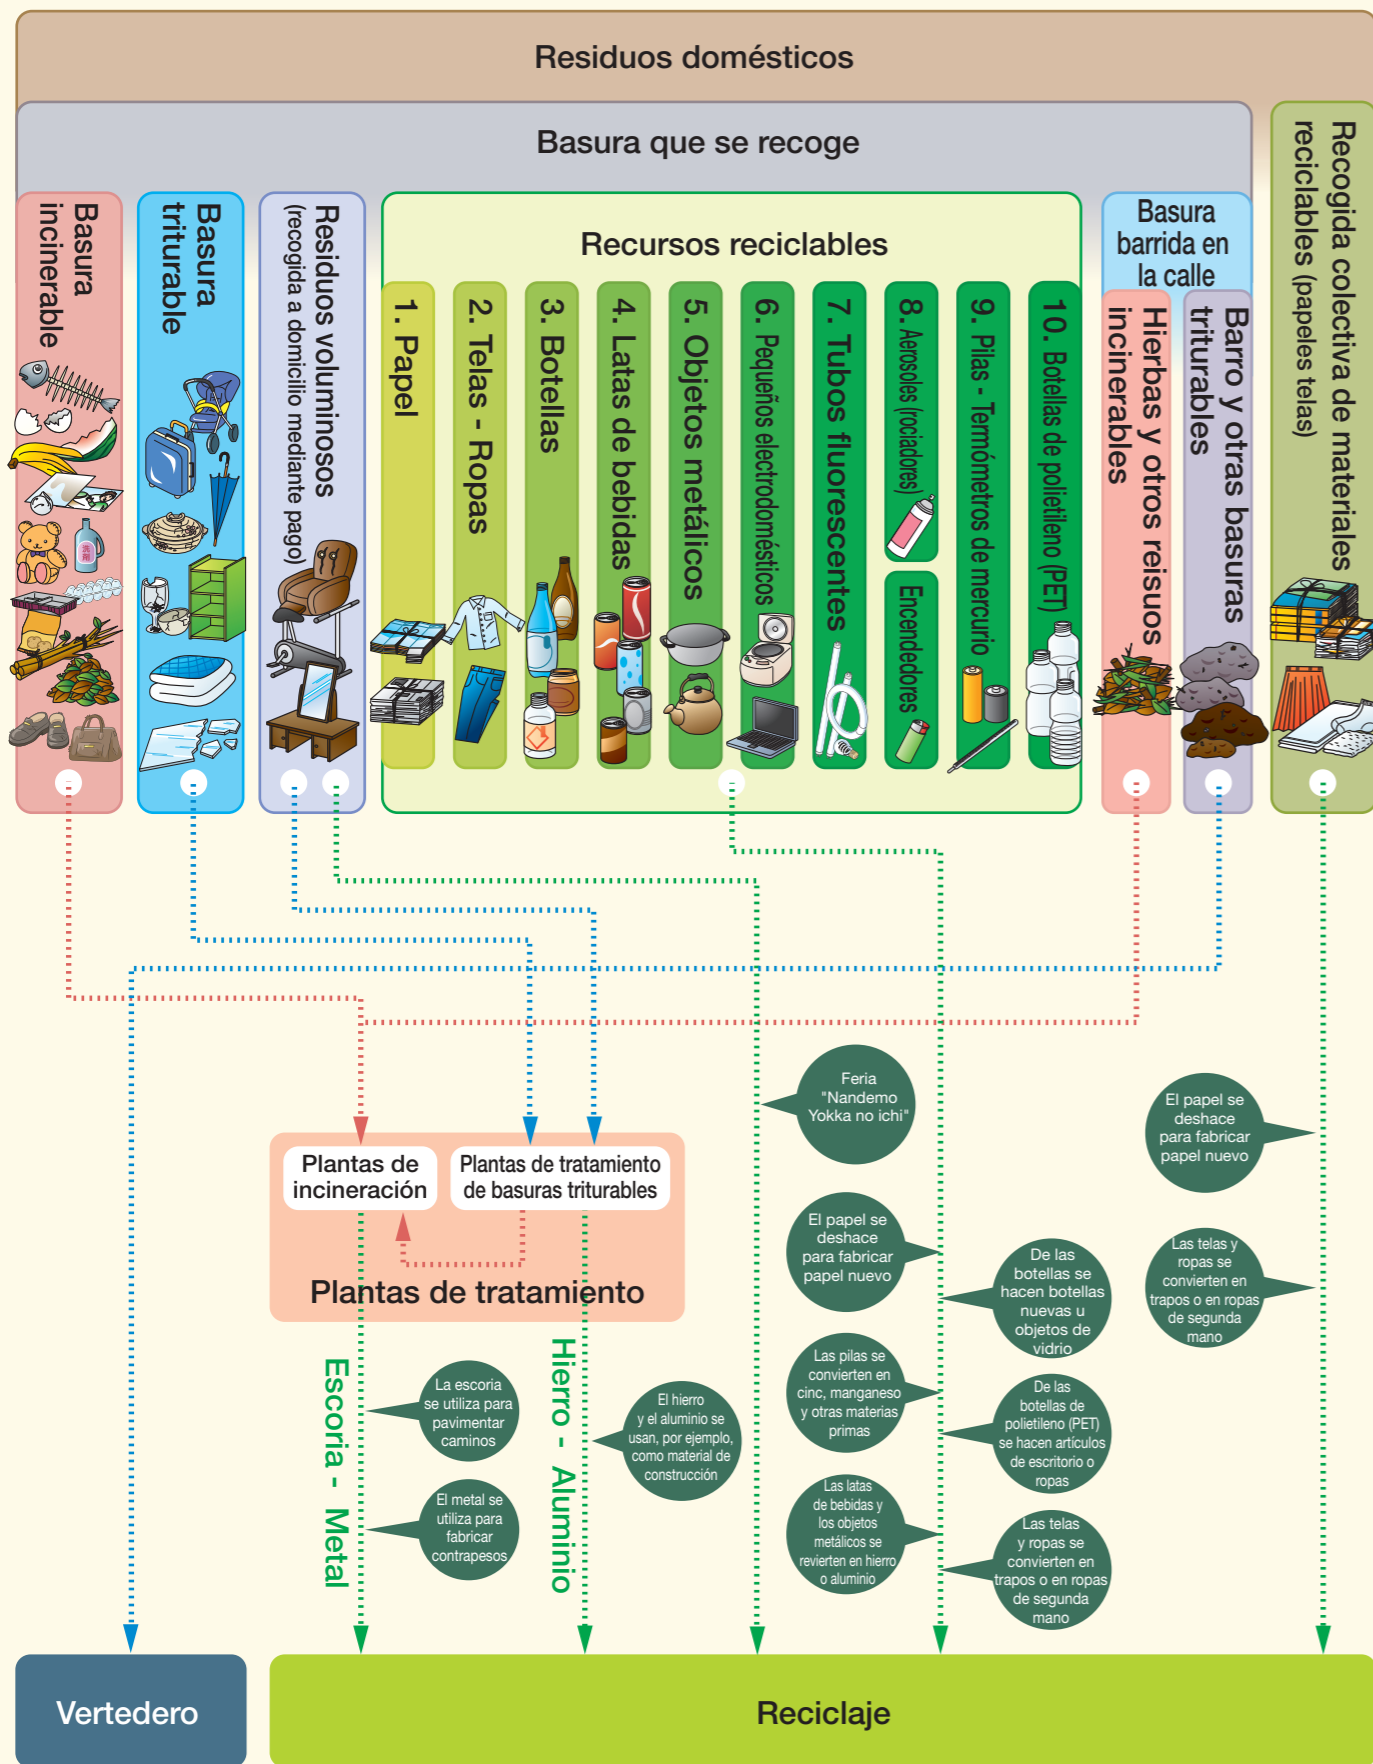 Residuos domésticos
Basura que se recoge
Basura
incinerable
Basura
triturable
Residuos voluminosos
(recogida a domicilio mediante pago)
Recursos reciclables
1. Papel
2. Telas - Ropas
3. Botellas
4. Latas de bebidas
5. Objetos metálicos
6. Pequeños electrodomésticos
7. Tubos fluorescentes
8. Aerosoles (rociadores)
Encendedores
9. Pilas - Termómetros de mercurio
10. Botellas de polietileno (PET)
Basura
barrida en
la calle
Hierbas y otros reisuos
incinerables
Barro y otras basuras
triturables
Recogida colectiva de materiales
reciclables (papeles telas)
洗
剤
Feria
"Nandemo
Yokka no ichi"
El papel se
deshace
para fabricar
papel nuevo
Plantas de
incineración
Plantas de tratamiento
de basuras triturables
Plantas de tratamiento
El papel se
deshace
para fabricar
papel nuevo
De las
botellas se
hacen botellas
nuevas u
objetos de
vidrio
Las telas y
ropas se
convierten en
trapos o en ropas
de segunda
mano
Escoria - Metal
La escoria
se utiliza para
pavimentar
caminos
El metal se
utiliza para
fabricar
contrapesos
Hierro - Aluminio
El hierro
y el aluminio se
usan, por ejemplo,
como material de
construcción
Las pilas se
convierten en
cinc, manganeso
y otras materias
primas
De las
botellas de
polietileno (PET)
se hacen artículos
de escritorio o
ropas
Las latas
de bebidas y
los objetos
metálicos se
revierten en hierro
o aluminio
Las telas
y ropas se
convierten en
trapos o en ropas
de segunda
mano
Vertedero
Reciclaje